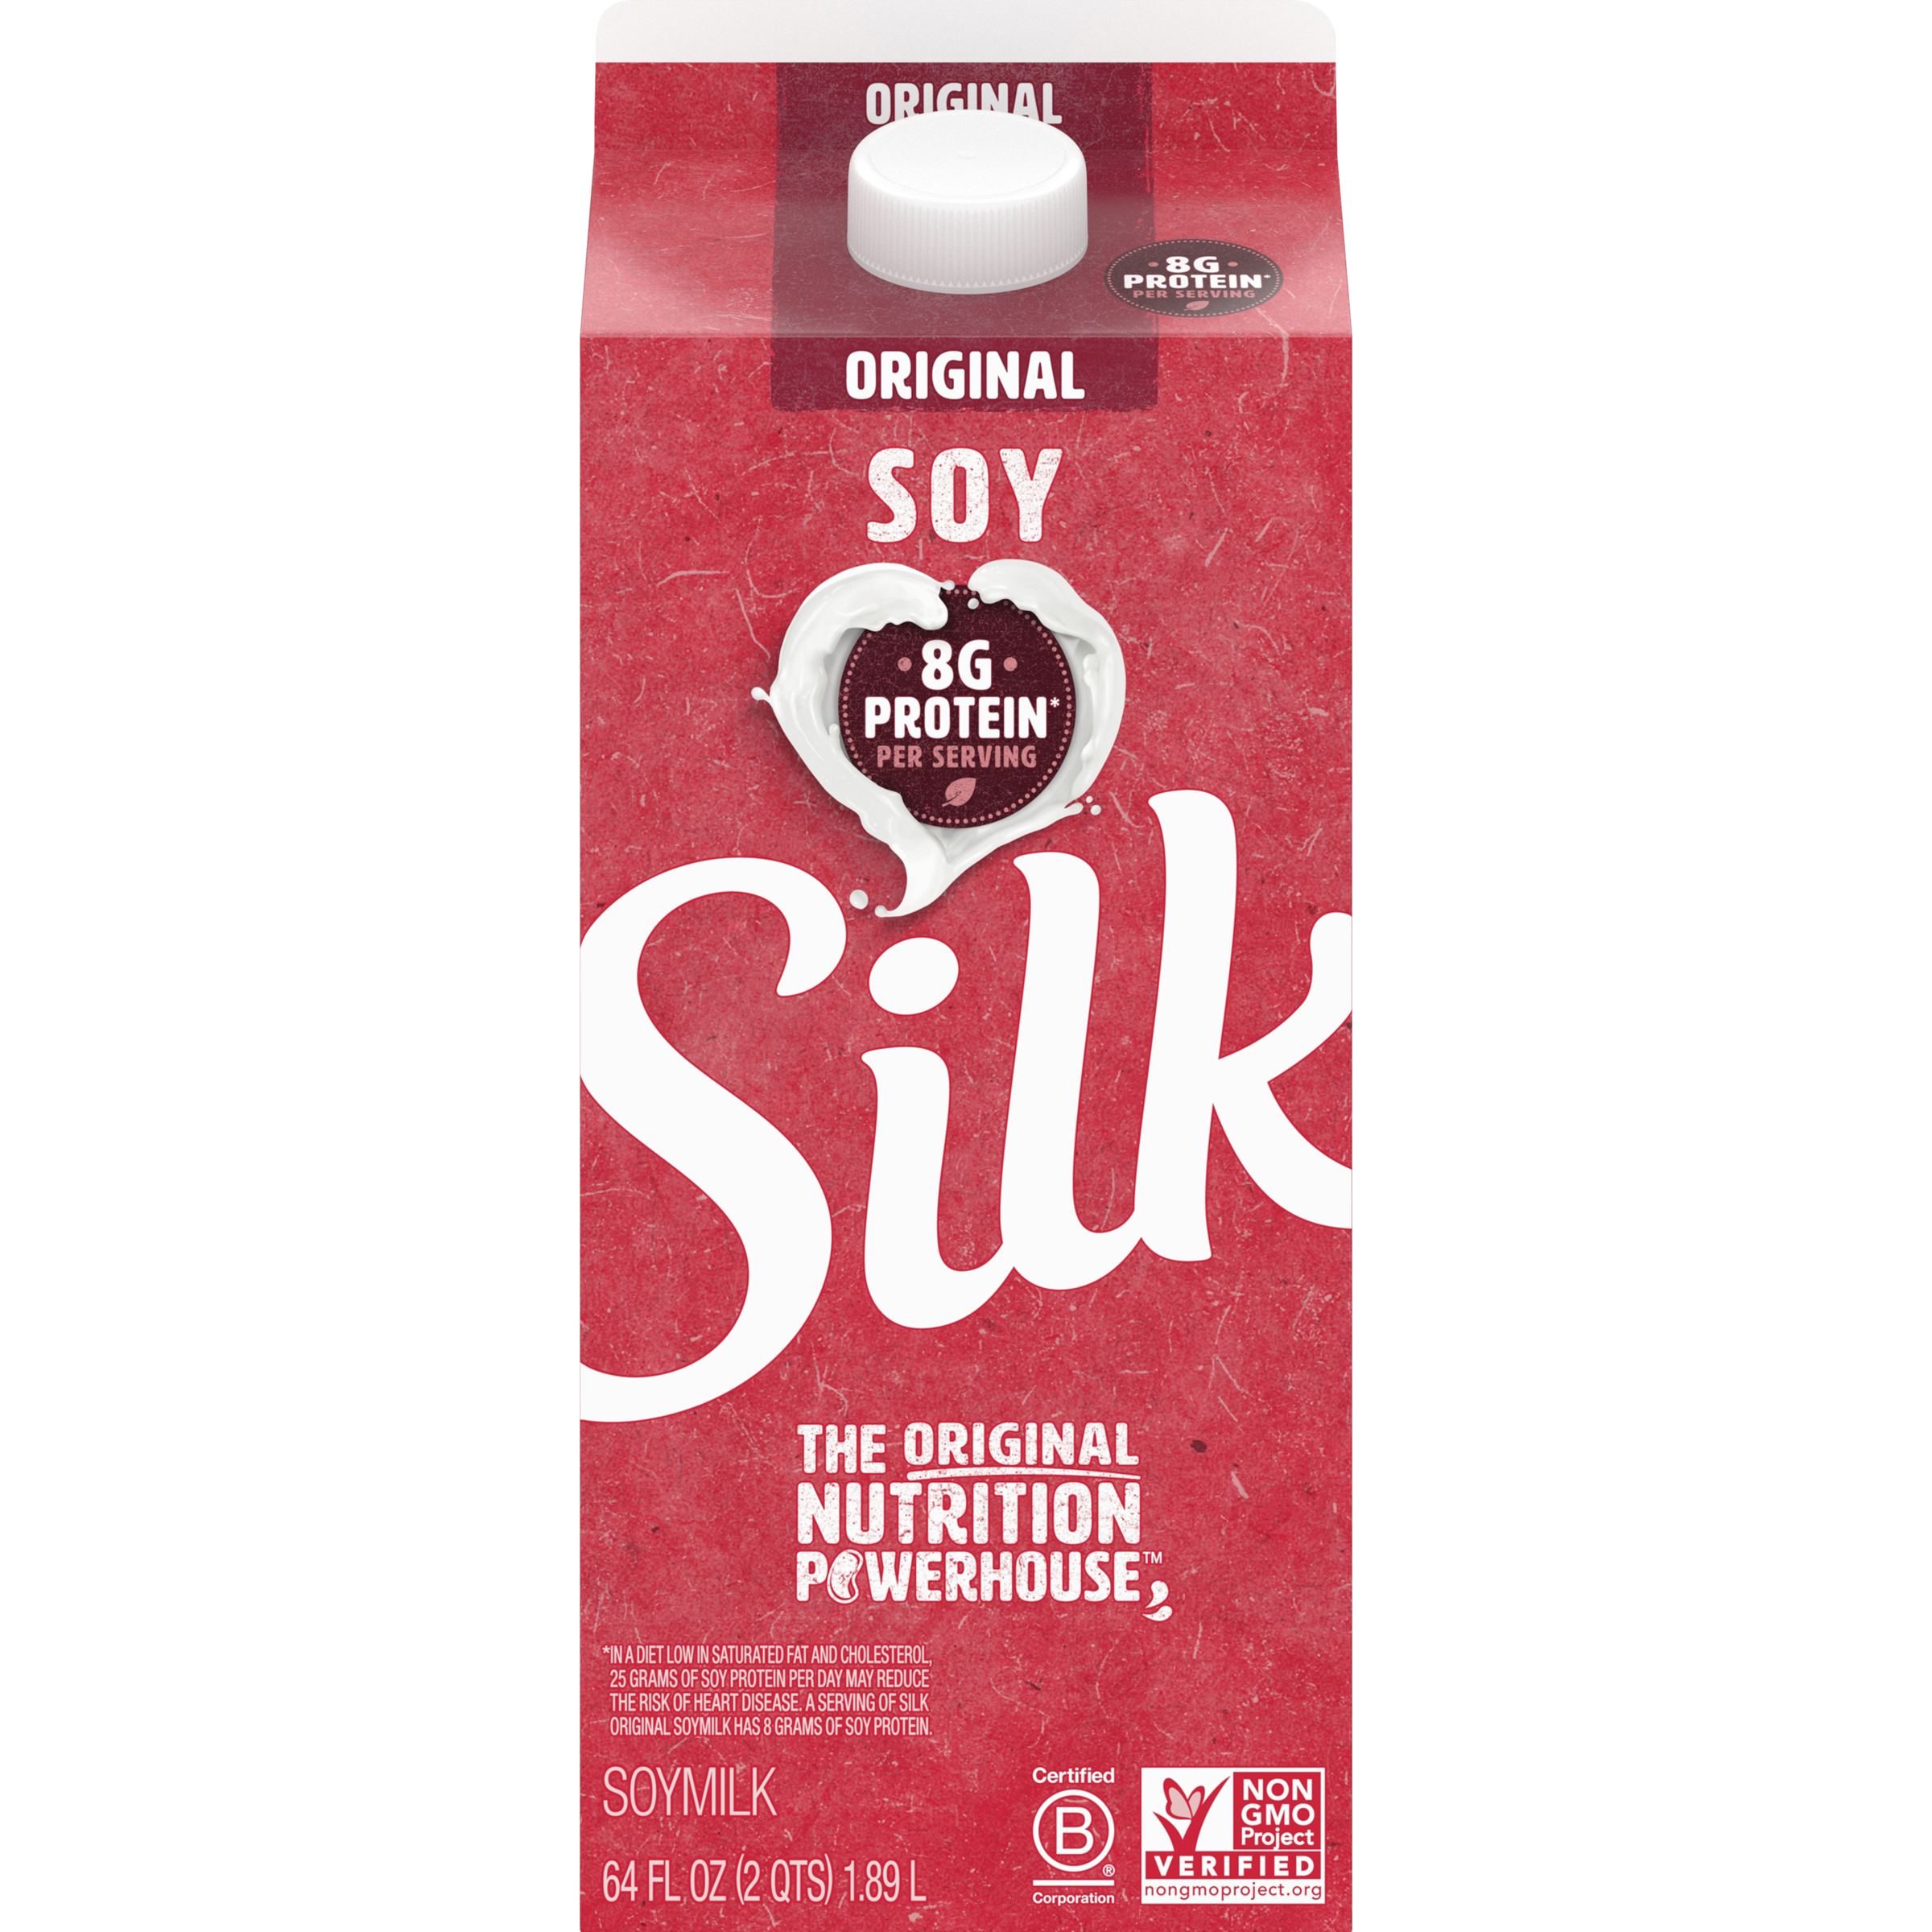 ORIGINAL
8G
PROTEIN*
PER SERVING
ORIGINAL
SOY
8G
PROTEIN*
PER SERVING
Silk
THE ORIGINAL
NUTRITION
POWERHOUSE™
*IN A DIET LOW IN SATURATED FAT AND CHOLESTEROL,
25 GRAMS OF SOY PROTEIN PER DAY MAY REDUCE
THE RISK OF HEART DISEASE. A SERVING OF SILK
ORIGINAL SOYMILK HAS 8 GRAMS OF SOY PROTEIN.
SOYMILK
64 FL OZ (2 QTS) 1.89 L
Certified
B
®
Corporation
NON
GMO
Project
VERIFIED
nongmoproject.org